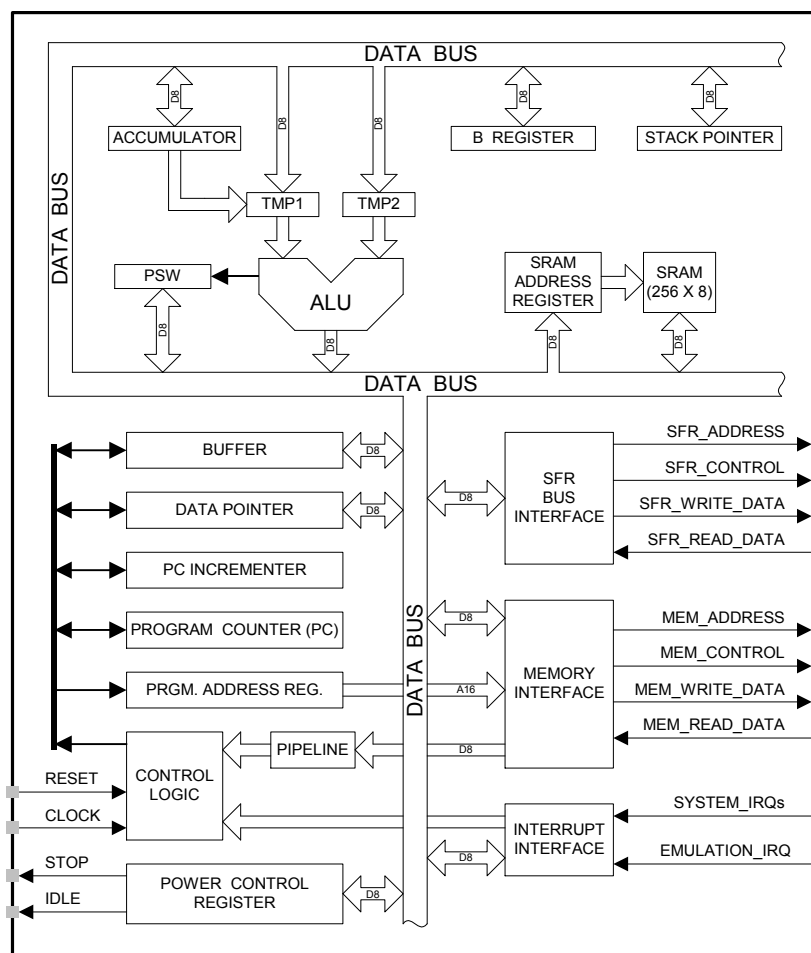 DATA BUS
D8
D8
D8
D8
D8
ACCUMULATOR
B REGISTER
STACK POINTER
DATA BUS
TMP1
TMP2
PSW
ALU
SRAM
ADDRESS
REGISTER
SRAM
(256 X 8)
D8
D8
D8
D8
DATA BUS
BUFFER
D8
DATA POINTER
D8
PC INCREMENTER
PROGRAM COUNTER (PC)
PRGM. ADDRESS REG.
A16
DATA BUS
D8
SFR
BUS
INTERFACE
SFR_ADDRESS
SFR_CONTROL
SFR_WRITE_DATA
SFR_READ_DATA
D8
MEMORY
INTERFACE
MEM_ADDRESS
MEM_CONTROL
MEM_WRITE_DATA
MEM_READ_DATA
RESET
CLOCK
CONTROL
LOGIC
PIPELINE
D8
STOP
IDLE
POWER CONTROL
REGISTER
D8
D8
INTERRUPT
INTERFACE
SYSTEM_IRQs
EMULATION_IRQ